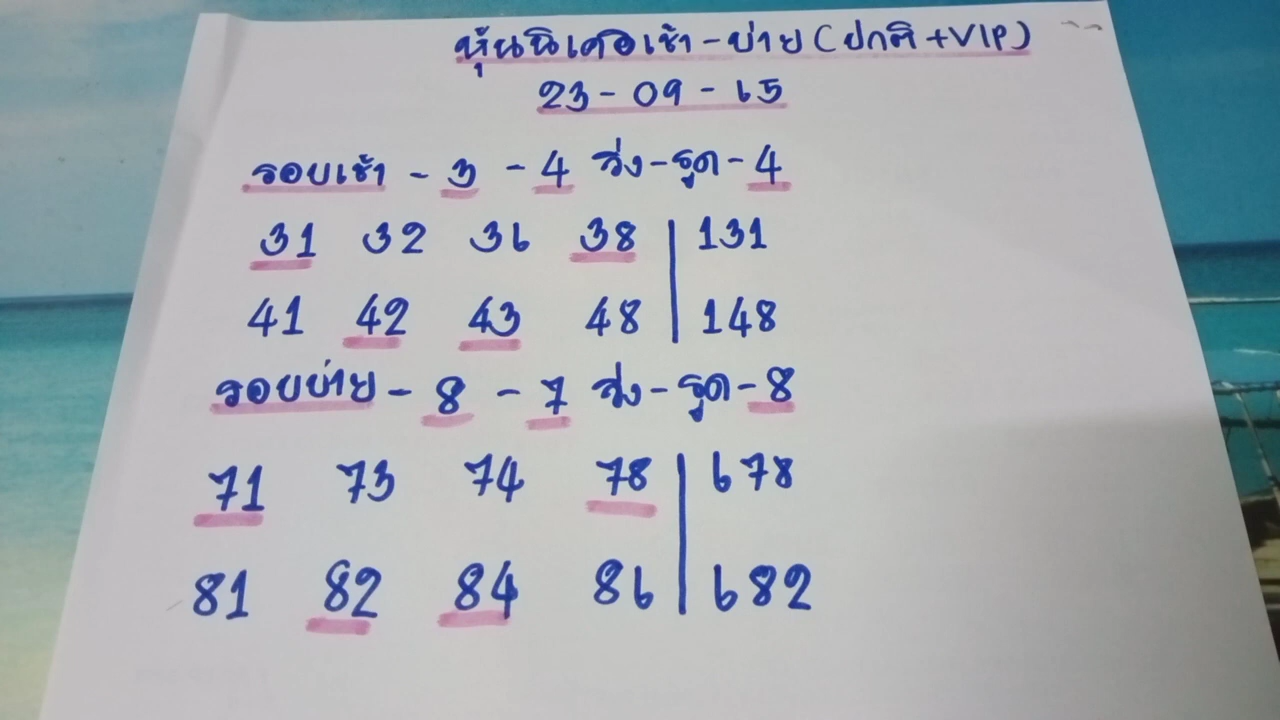 หุ้นนิเคอิเช้า-บ่าย(ปกติ+VIP)
23-09-65
รอบเช้า-3-4 วิ่ง-รูด-4
31 32 36 38 | 131
41 42 43 48 | 148
รอบบ่าย-8-7 วิ่ง-รูด-8
71 73 74 78 | 678
81 82 84 86 | 682